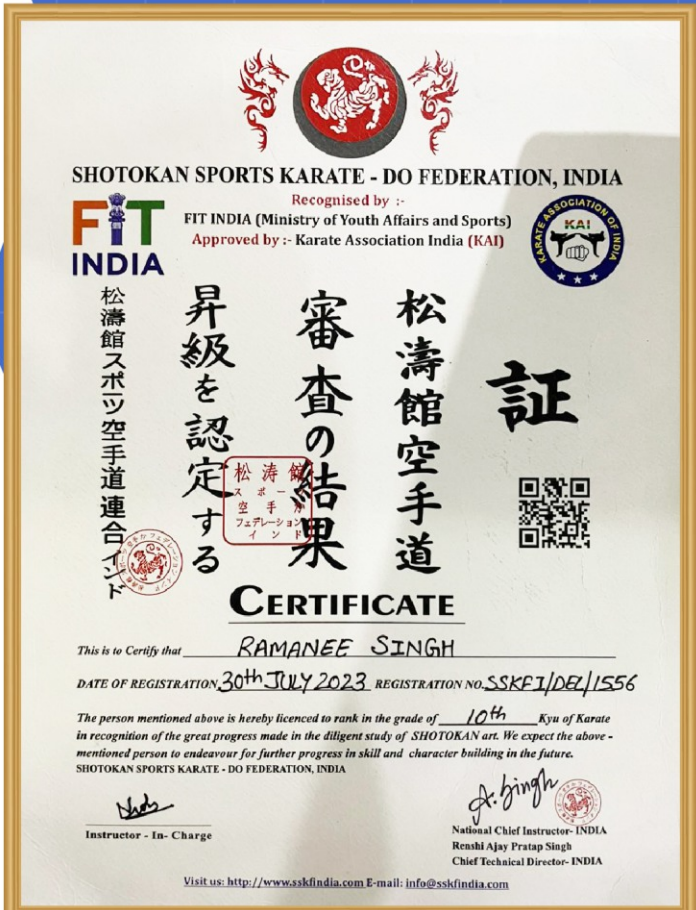 SHOTOKAN SPORTS KARATE - DO FEDERATION, INDIA
Recognised by :-
FIT INDIA (Ministry of Youth Affairs and Sports)
Approved by :- Karate Association India (KAI)
FIT
INDIA
KARATE ASSOCIATION OF INDIA
KAI
証
松濤館空手道
審査の結果
昇級を認定する
松濤館スポーツ空手道連合インド
松涛館
スポーツ
空手
フェデレーション
インド
CERTIFICATE
This is to Certify that RAMANEE SINGH
DATE OF REGISTRATION 30th JULY 2023 REGISTRATION NO. SSKFI/DEL/1556
The person mentioned above is hereby licenced to rank in the grade of 10th Kyu of Karate
in recognition of the great progress made in the diligent study of SHOTOKAN art. We expect the above -
mentioned person to endeavour for further progress in skill and character building in the future.
SHOTOKAN SPORTS KARATE - DO FEDERATION, INDIA
A. Singh
Instructor - In- Charge
National Chief Instructor- INDIA
Renshi Ajay Pratap Singh
Chief Technical Director- INDIA
Visit us: http://www.sskfindia.com E-mail: info@sskfindia.com